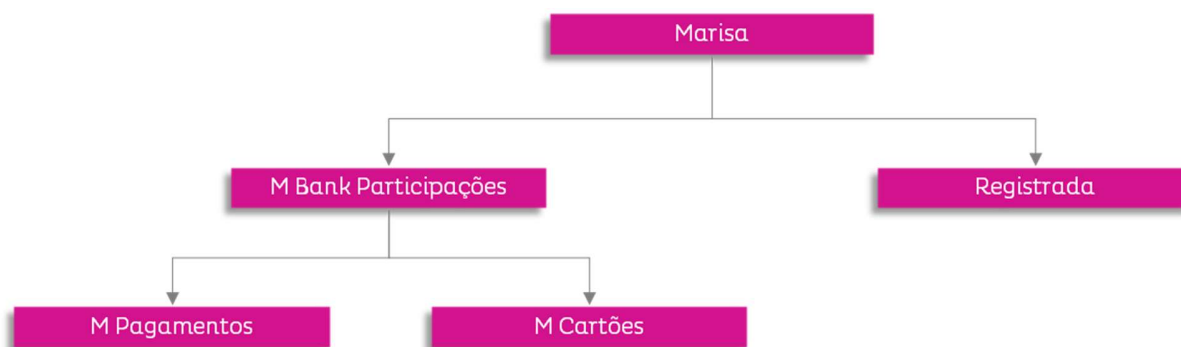 Marisa
M Bank Participações
Registrada
M Pagamentos
M Cartões